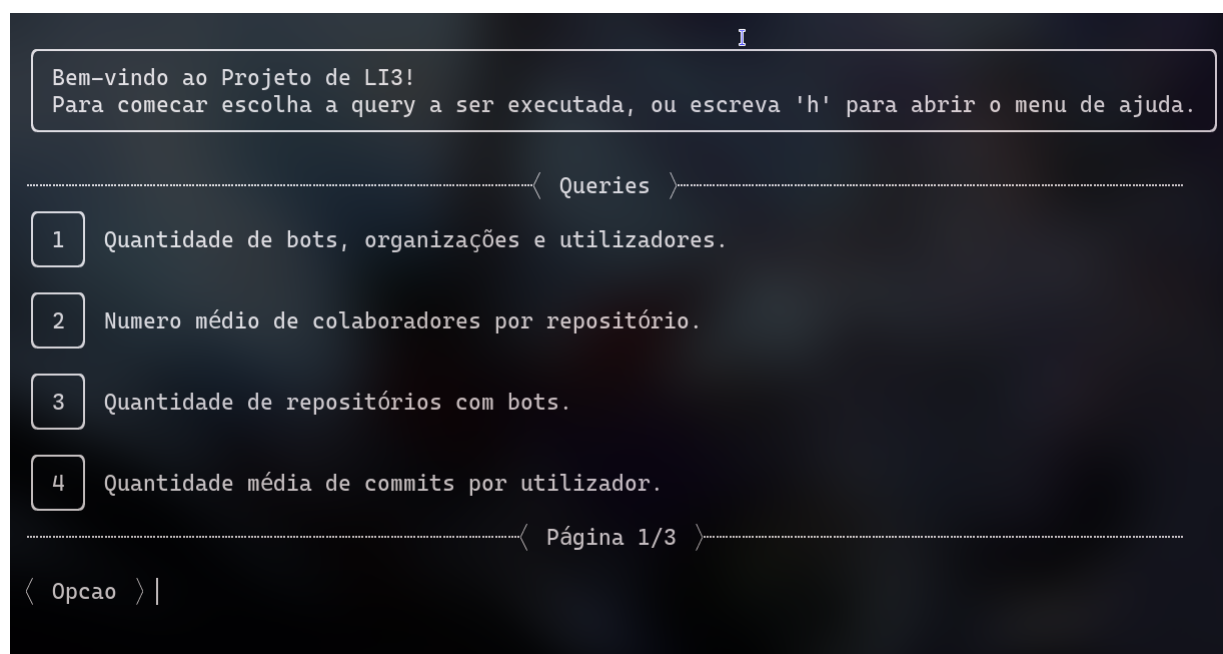 Bem-vindo ao Projeto de LI3!
Para comecar escolha a query a ser executada, ou escreva 'h' para abrir o menu de ajuda.
Queries
1 Quantidade de bots, organizações e utilizadores.
2 Numero médio de colaboradores por repositório.
3 Quantidade de repositórios com bots.
4 Quantidade média de commits por utilizador.
Página 1/3
Opcao